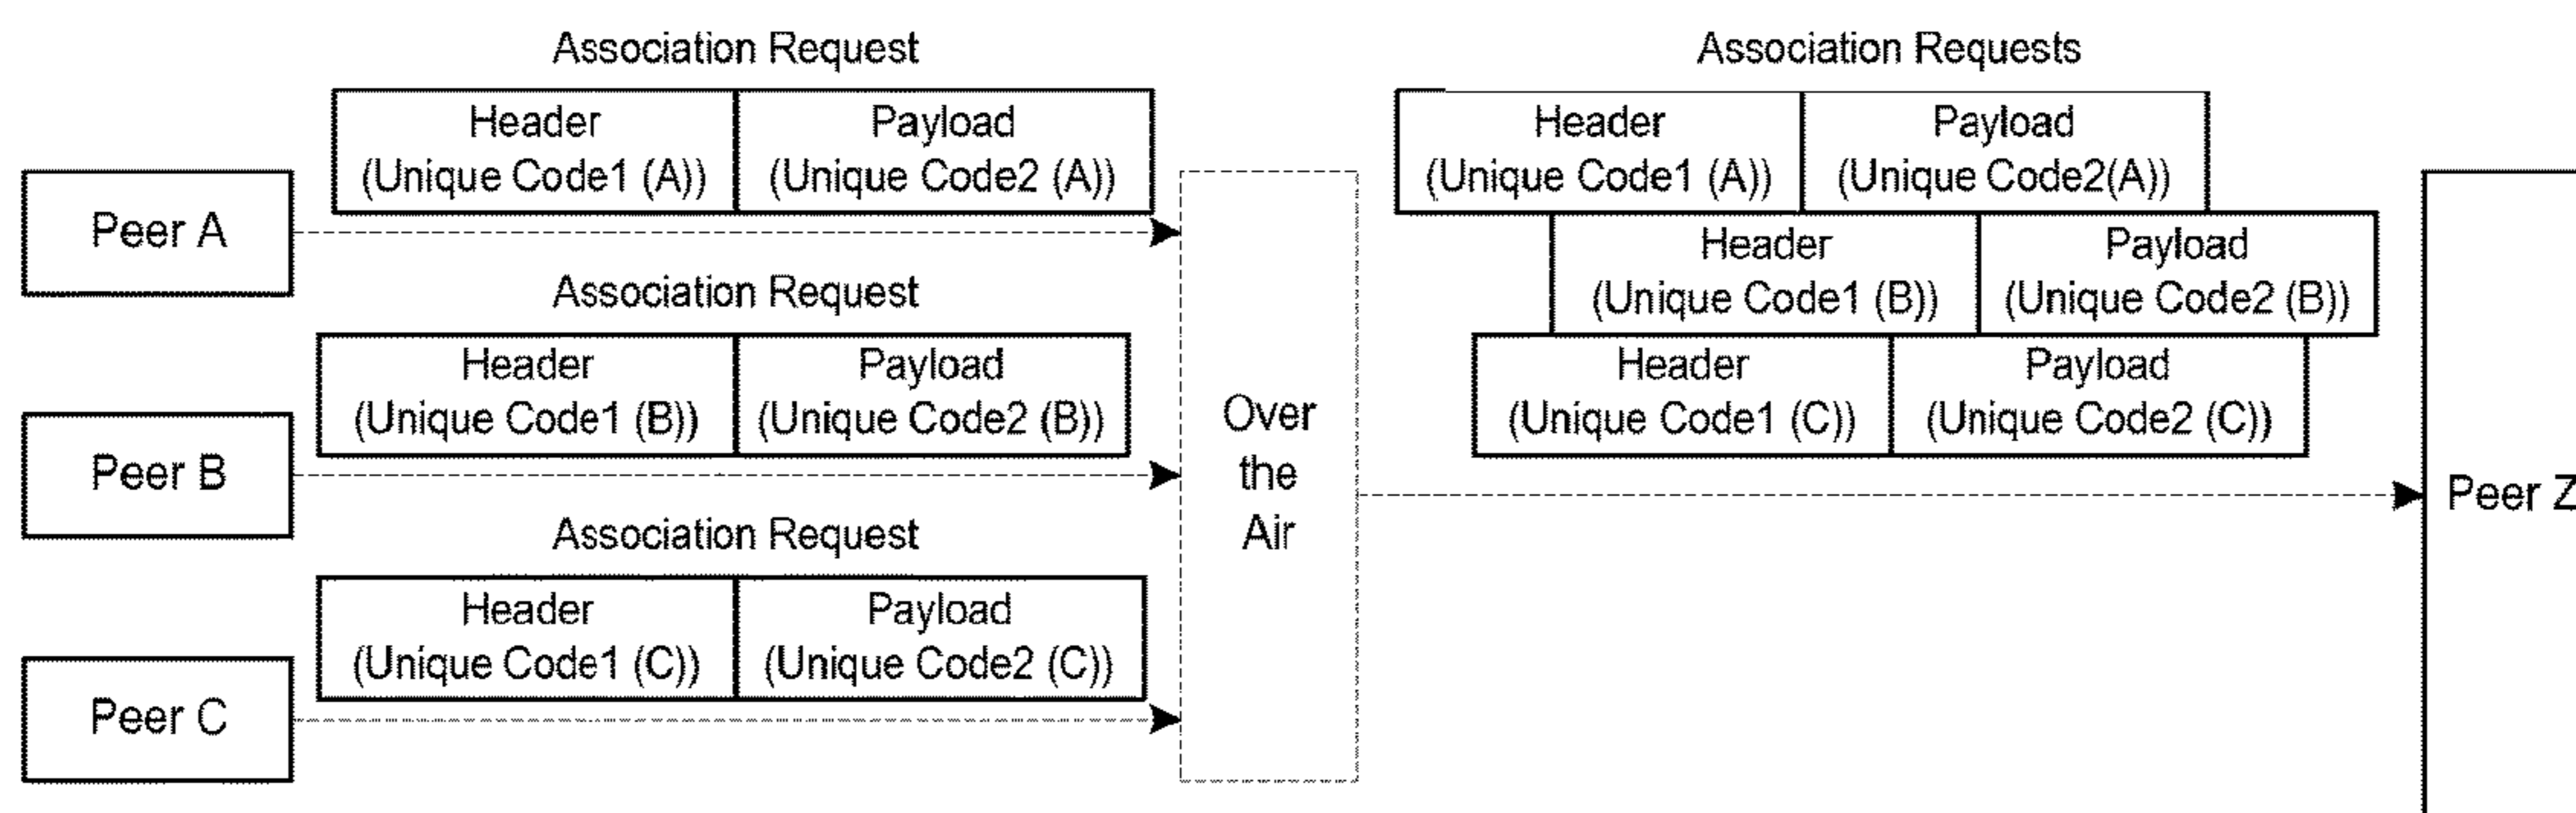 Association Request
Header
(Unique Code1 (A))
Payload
(Unique Code2 (A))
Peer A
Association Request
Header
(Unique Code1 (B))
Payload
(Unique Code2 (B))
Peer B
Association Request
Header
(Unique Code1 (C))
Payload
(Unique Code2 (C))
Peer C
Over
the
Air
Association Requests
Header
(Unique Code1 (A))
Payload
(Unique Code2(A))
Header
(Unique Code1 (B))
Payload
(Unique Code2 (B))
Header
(Unique Code1 (C))
Payload
(Unique Code2 (C))
Peer Z